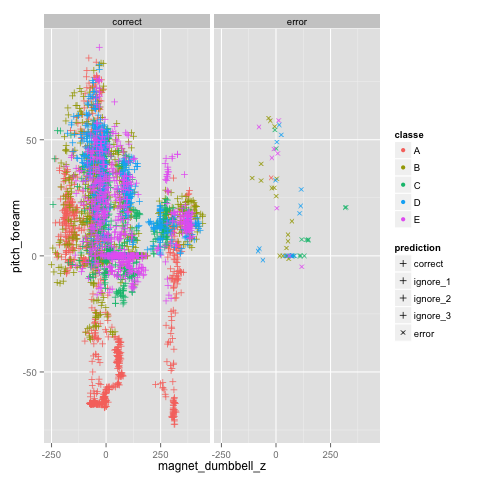 correct
error
50
0
-50
pitch_forearm
-250
0
250
-250
0
250
magnet_dumbbell_z
classe
A
B
C
D
E
prediction
correct
ignore_1
ignore_2
ignore_3
error